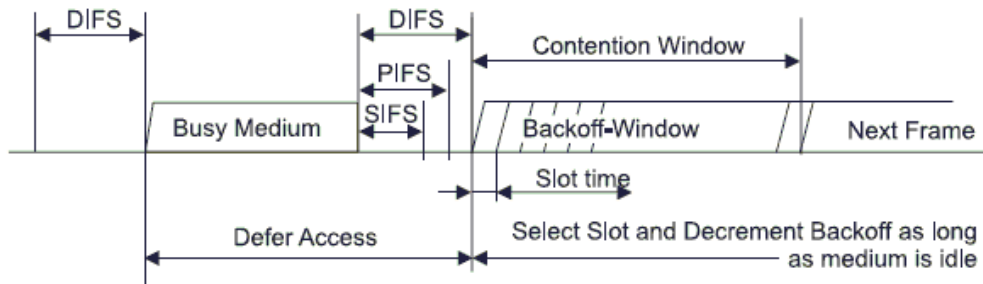 DIFS
DIFS
Contention Window
PIFS
SIFS
Busy Medium
Backoff-Window
Next Frame
Slot time
Defer Access
Select Slot and Decrement Backoff as long
as medium is idle